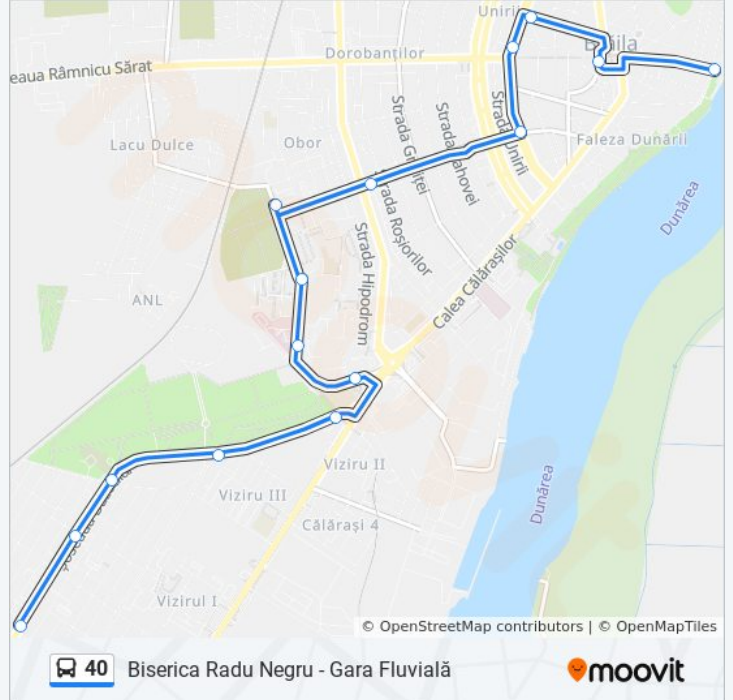 Unirii
Brăila
Dorobanților
eaua Râmnicu Sărat
Strada Griviței
Strada Rahovei
Strada Unirii
Lacu Dulce
Obor
Faleza Dunării
Dunărea
Strada Roșiorilor
Strada Hipodrom
Calea Călărașilor
ANL
Viziru II
Viziru III
Călărași 4
Dunărea
Vizirul I
© OpenStreetMap contributors | © OpenMapTiles
40 Biserica Radu Negru - Gara Fluvială
moovit